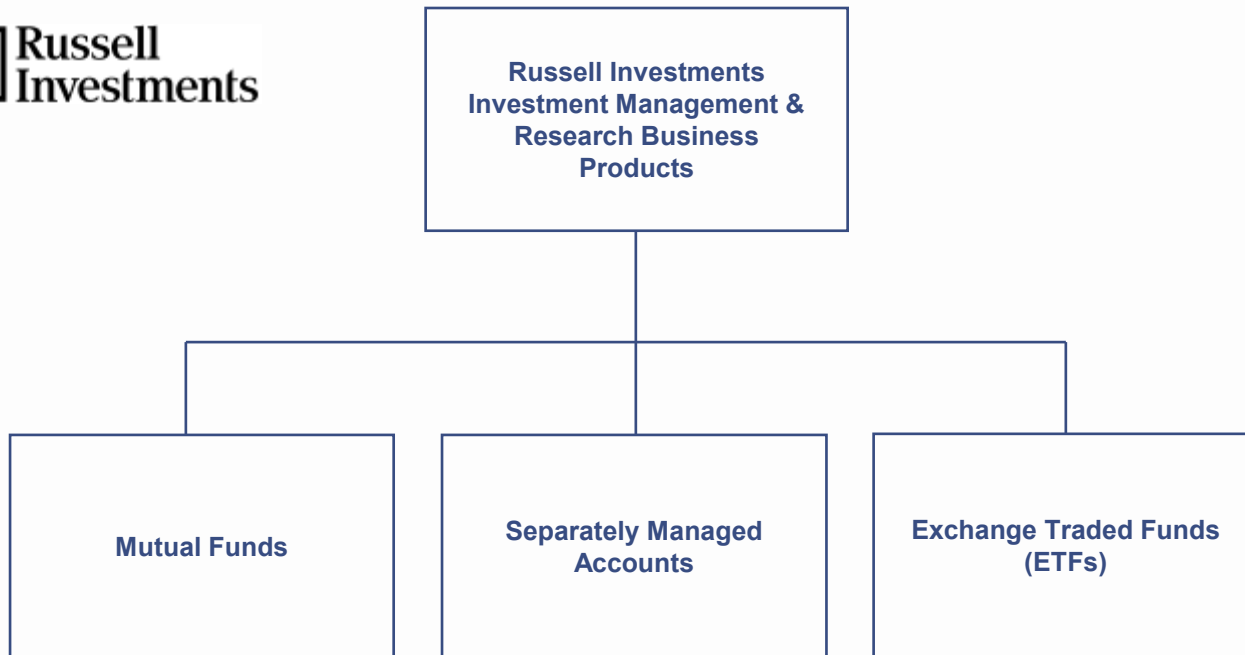 Russell
Investments
Russell Investments
Investment Management &
Research Business
Products
Mutual Funds
Separately Managed
Accounts
Exchange Traded Funds
(ETFs)